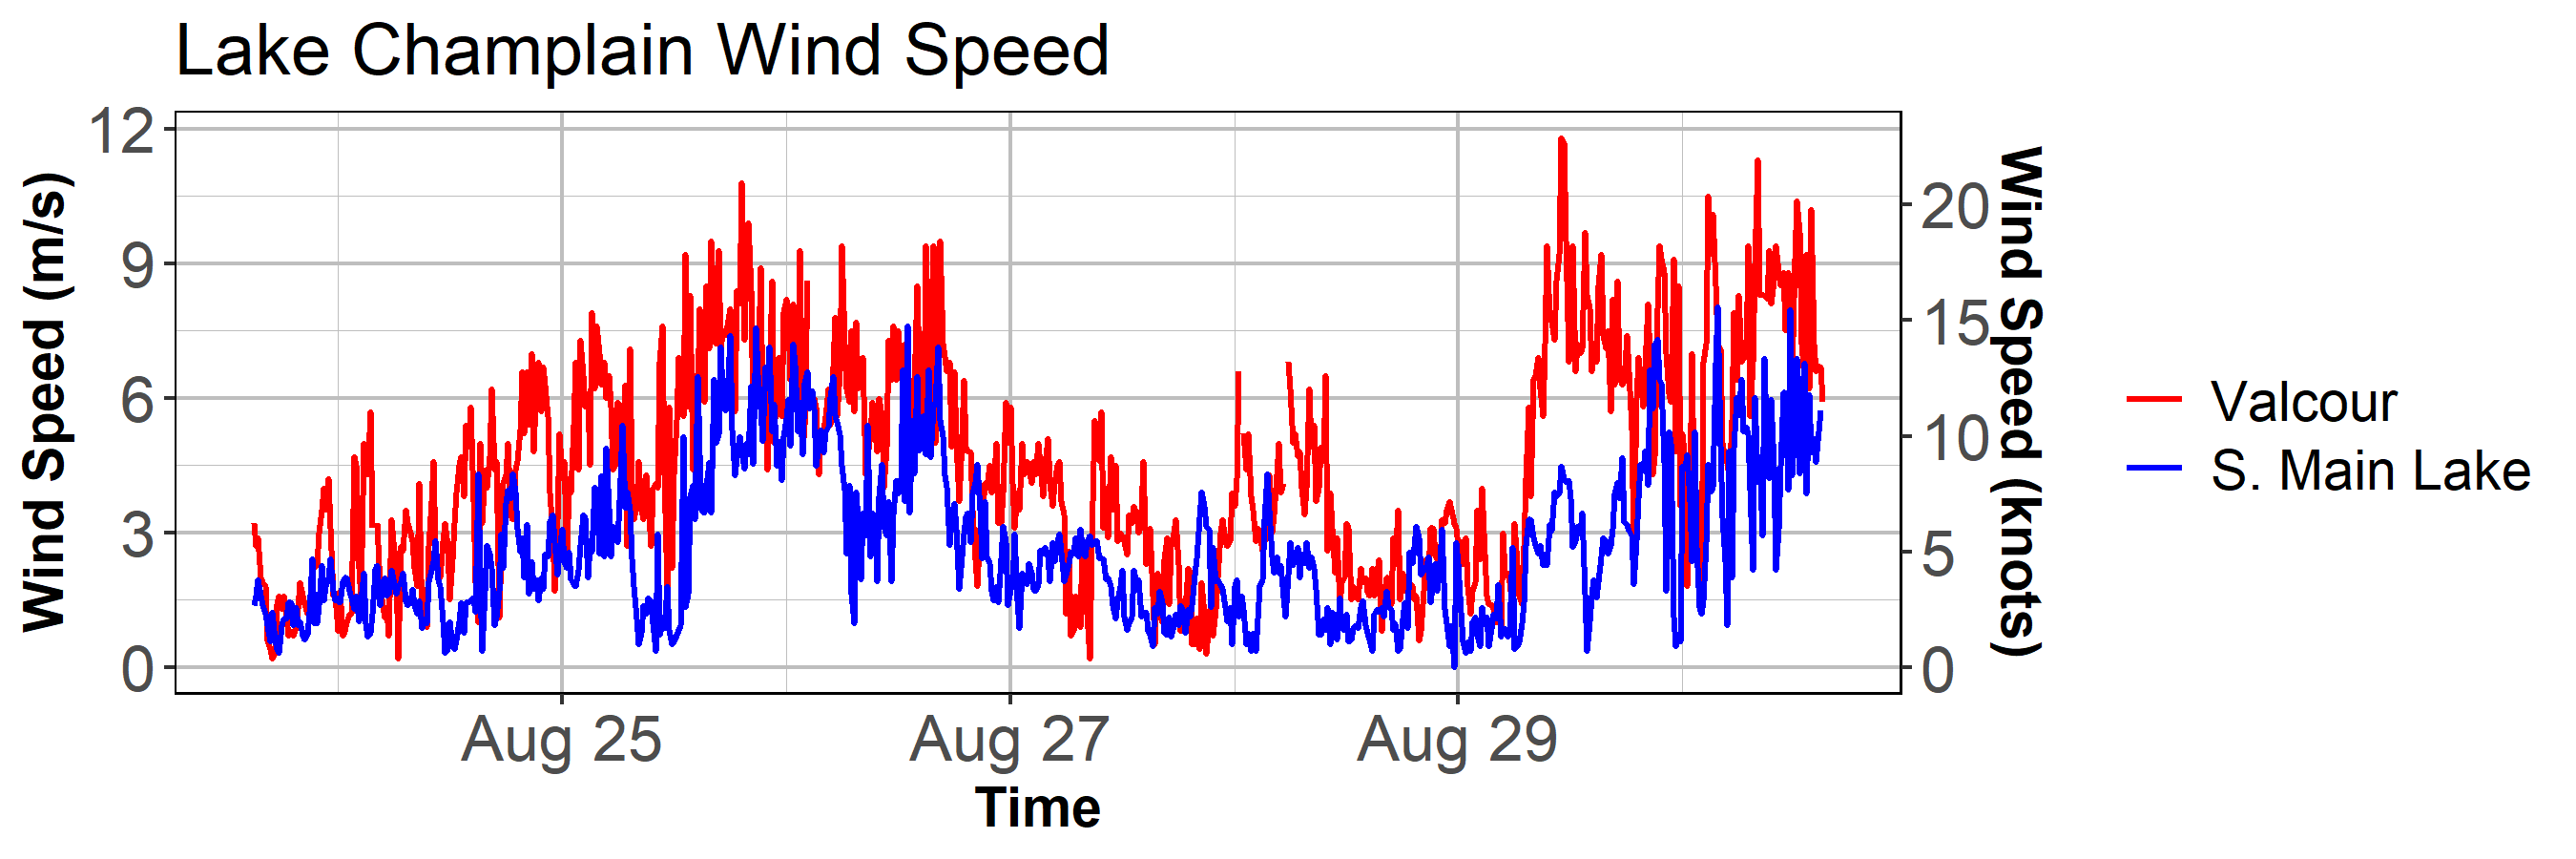 Lake Champlain Wind Speed
Wind Speed (m/s)
12
9
6
3
0
Wind Speed (knots)
20
15
10
5
0
Aug 25
Aug 27
Aug 29
Time
Valcour
S. Main Lake